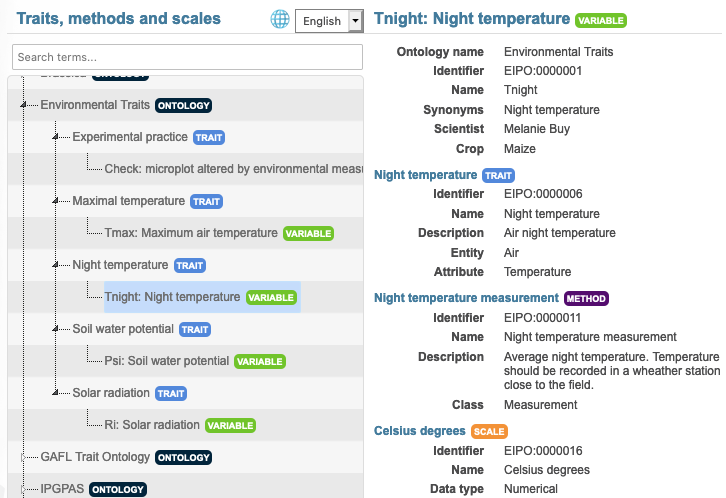 Traits, methods and scales
English
Search terms...
ONTOLOGY
Environmental Traits ONTOLOGY
Experimental practice TRAIT
Check: microplot altered by environmental meas
Maximal temperature TRAIT
Tmax: Maximum air temperature VARIABLE
Night temperature TRAIT
Tnight: Night temperature VARIABLE
Soil water potential TRAIT
Psi: Soil water potential VARIABLE
Solar radiation TRAIT
Ri: Solar radiation VARIABLE
GAFL Trait Ontology ONTOLOGY
IPGPAS ONTOLOGY
Tnight: Night temperature VARIABLE
Ontology name Environmental Traits
Identifier EIPO:0000001
Name Tnight
Synonyms Night temperature
Scientist Melanie Buy
Crop Maize
Night temperature TRAIT
Identifier EIPO:0000006
Name Night temperature
Description Air night temperature
Entity Air
Attribute Temperature
Night temperature measurement METHOD
Identifier EIPO:0000011
Name Night temperature measurement
Description Average night temperature. Temperature
should be recorded in a wheather station
close to the field.
Class Measurement
Celsius degrees SCALE
Identifier EIPO:0000016
Name Celsius degrees
Data type Numerical